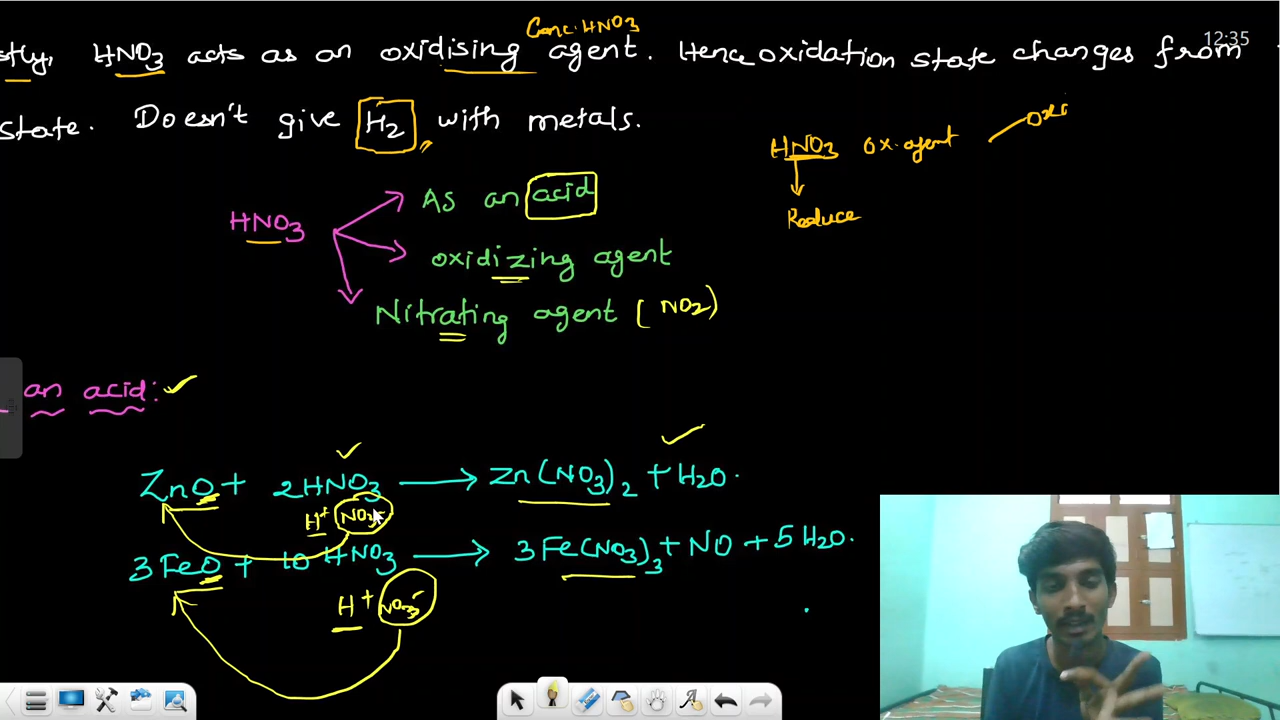 Conc. HNO3
12:35
stly, HNO3 acts as an oxidising agent. Hence oxidation state changes from
state. Doesn't give H2, with metals.
HNO3 Ox. agent
Reduce
HNO3
As an acid
oxidizing agent
Nitrating agent (NO2)
an acid:
ZnO + 2HNO3 → Zn(NO3)2 + H2O.
H+ NO3-
3FeO + 10 HNO3 → 3Fe(NO3)3 + NO + 5H2O.
H+ NO3-